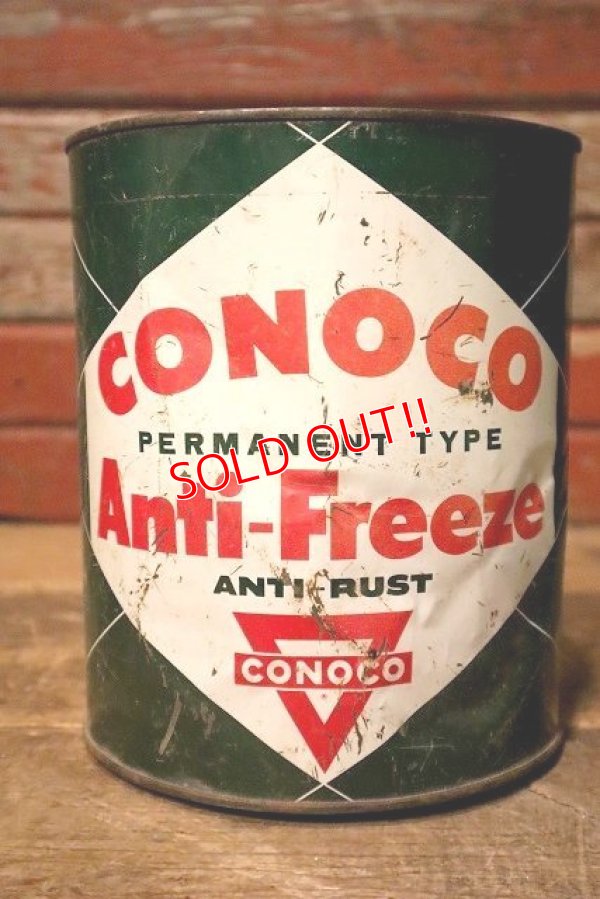 CONOCO
PERMANENT TYPE
SOLD OUT!!
Anti-Freeze
ANTI-RUST
CONOCO